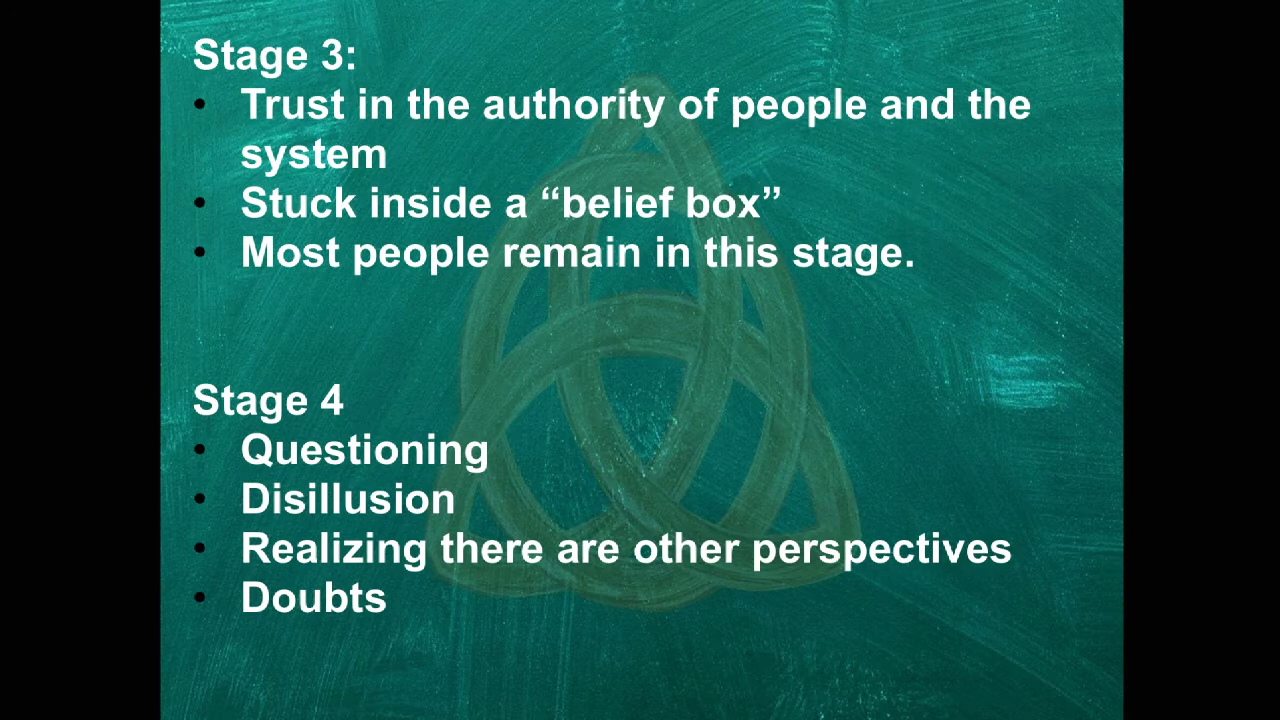 Stage 3:
• Trust in the authority of people and the
system
• Stuck inside a “belief box”
• Most people remain in this stage.
Stage 4
• Questioning
• Disillusion
• Realizing there are other perspectives
• Doubts